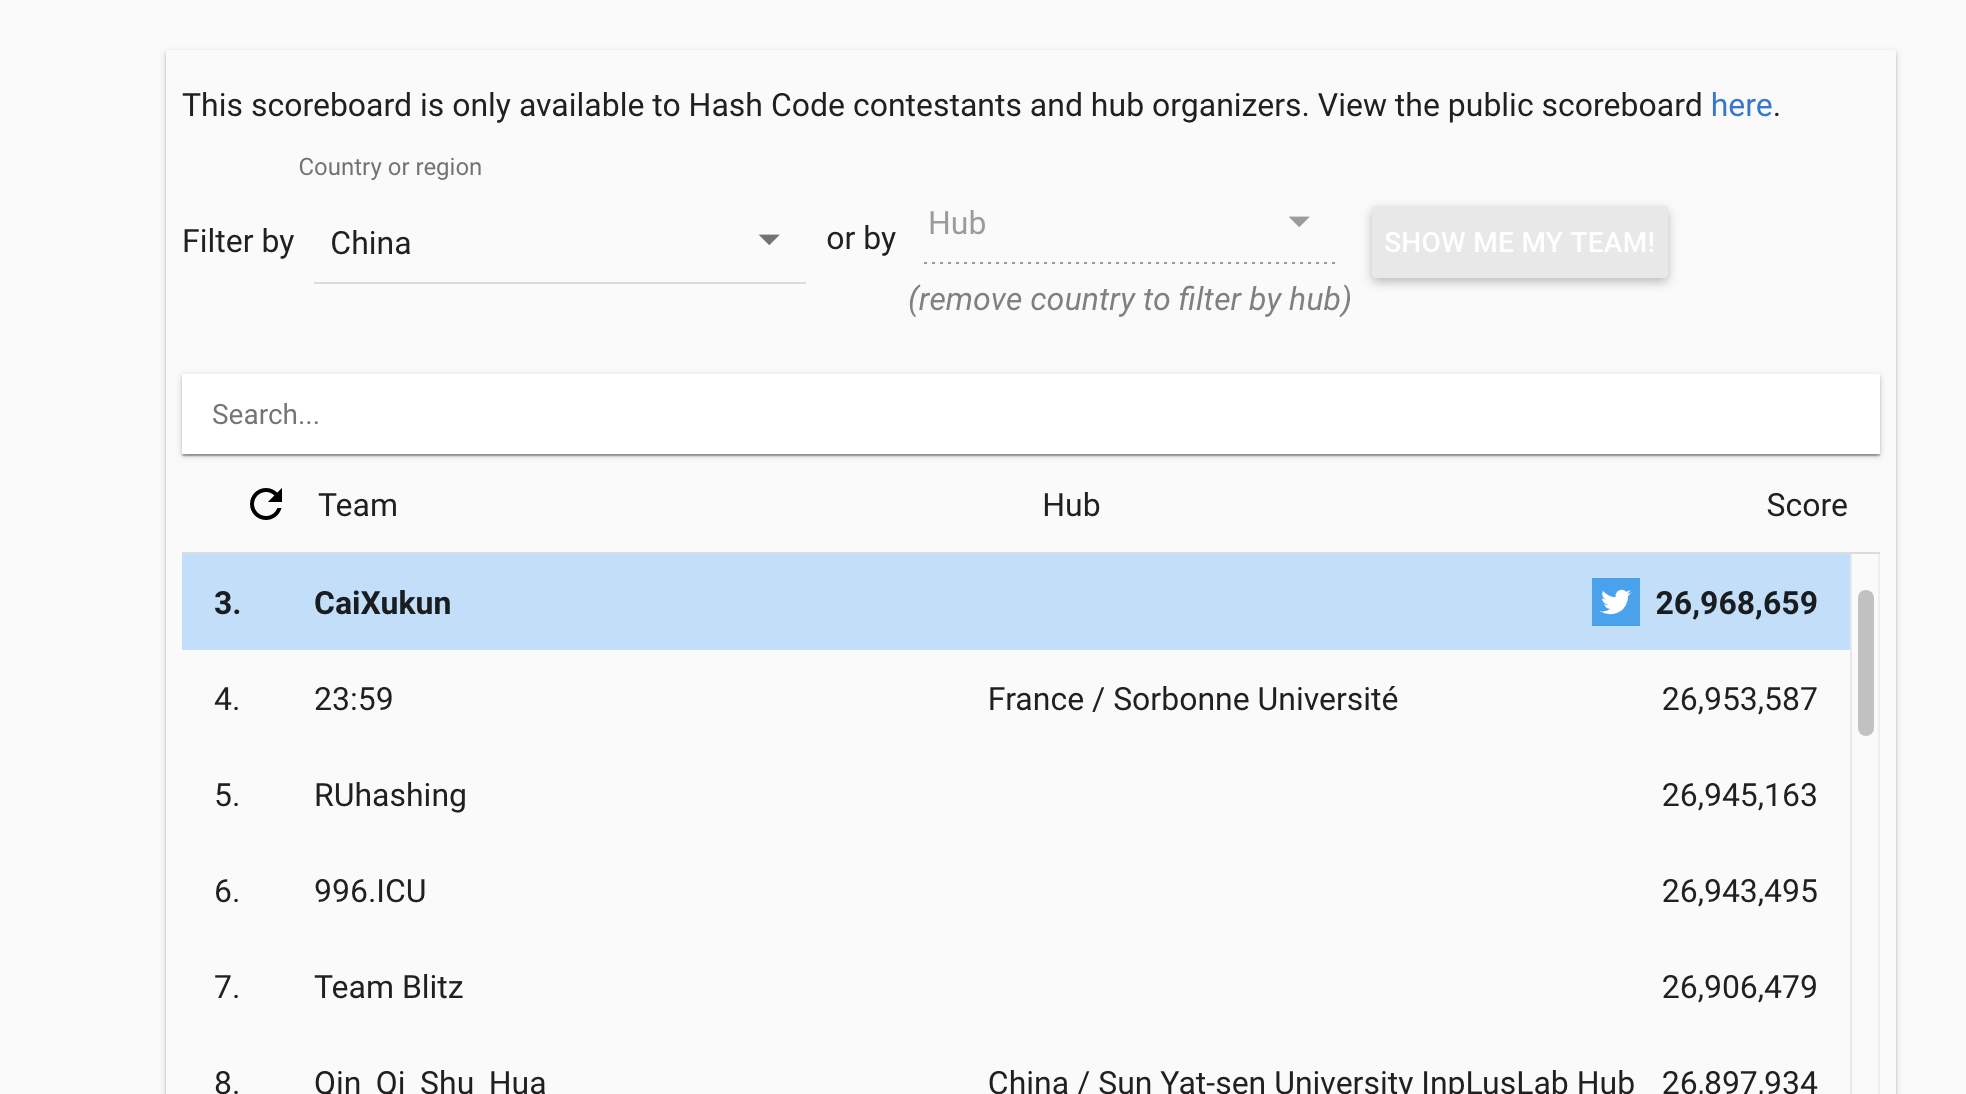 This scoreboard is only available to Hash Code contestants and hub organizers. View the public scoreboard here.
Country or region
Filter by China or by Hub SHOW ME MY TEAM!
(remove country to filter by hub)
Search...
Team Hub Score
3. CaiXukun 26,968,659
4. 23:59 France / Sorbonne Université 26,953,587
5. RUhashing 26,945,163
6. 996.ICU 26,943,495
7. Team Blitz 26,906,479
8. Qin_Qi_Shu_Hua China / Sun Yat-sen University InpLusLab Hub 26,897,934